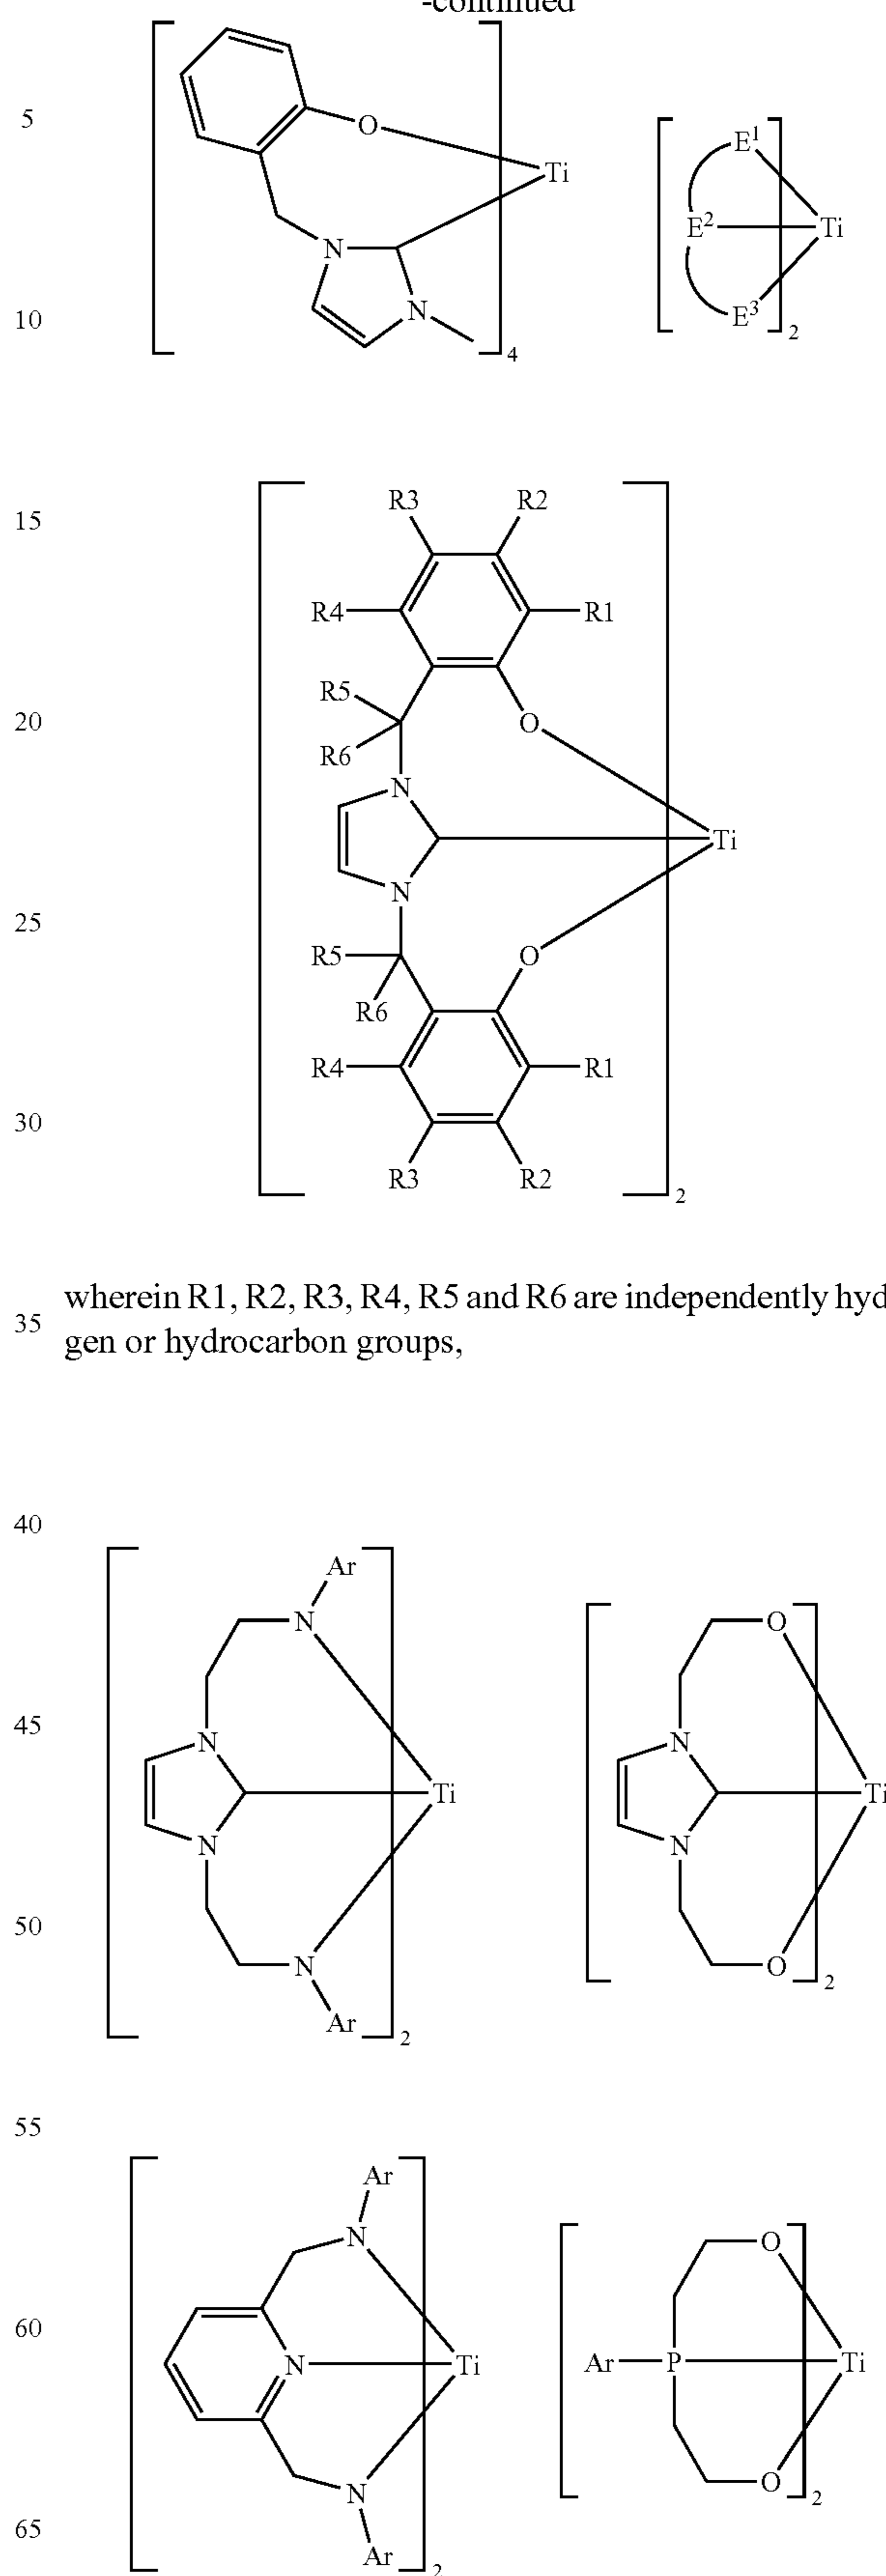 -continued
5
O
Ti
E1
E2
Ti
N
N
E3
10
4
2
15
R3 R2
R4 R1
R5
20
O
R6
N
Ti
N
25
R5 O
R6
R4 R1
30
R3 R2
2
wherein R1, R2, R3, R4, R5 and R6 are independently hyd
35
gen or hydrocarbon groups,
40
Ar
N O
45
N N
Ti Ti
N N
50
N O
Ar
2 2
55
Ar
N O
60
N Ti Ar P Ti
N O
2
65
Ar
2